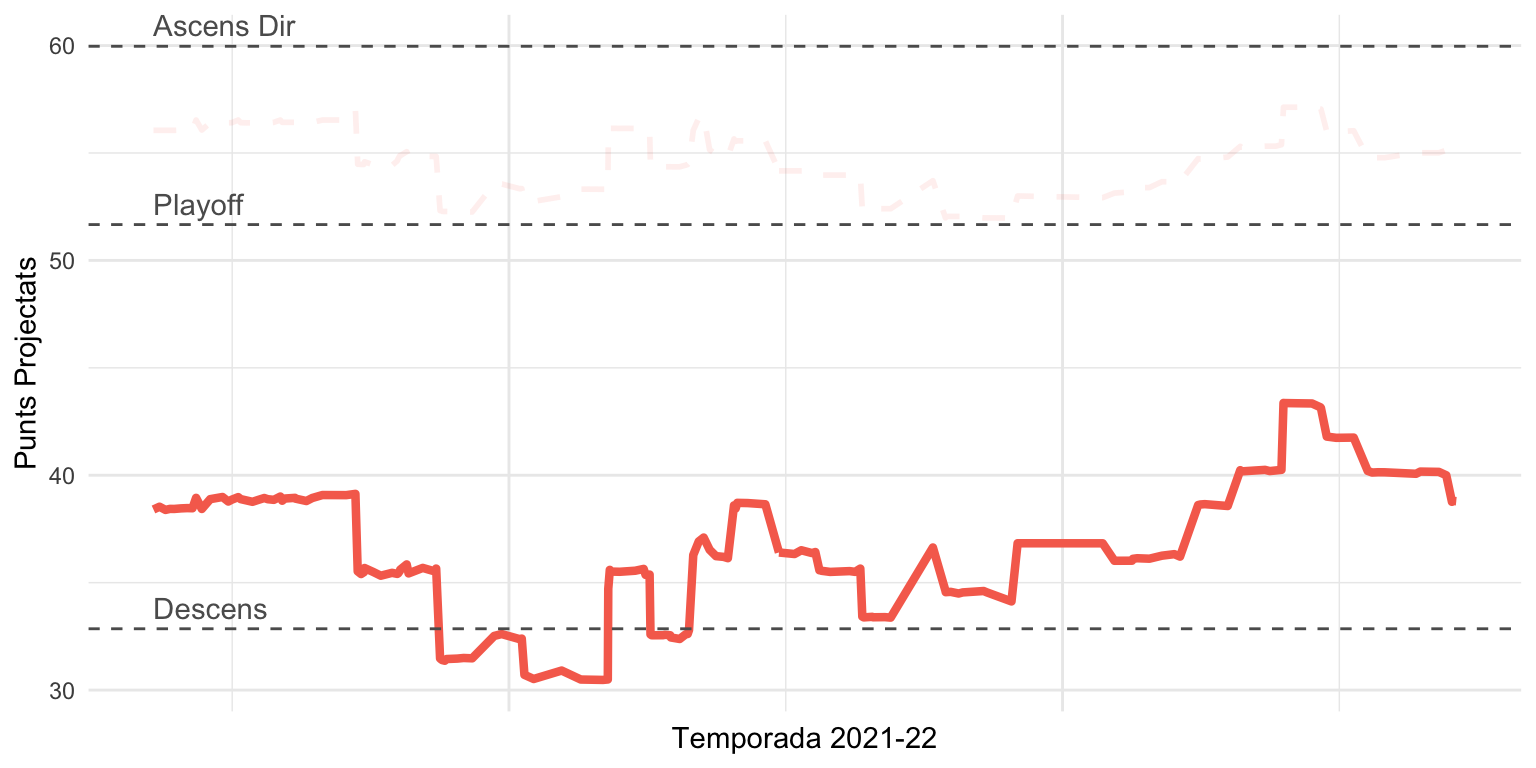 Ascens Dir
60
Playoff
50
Punts Projectats
40
Descens
30
Temporada 2021-22